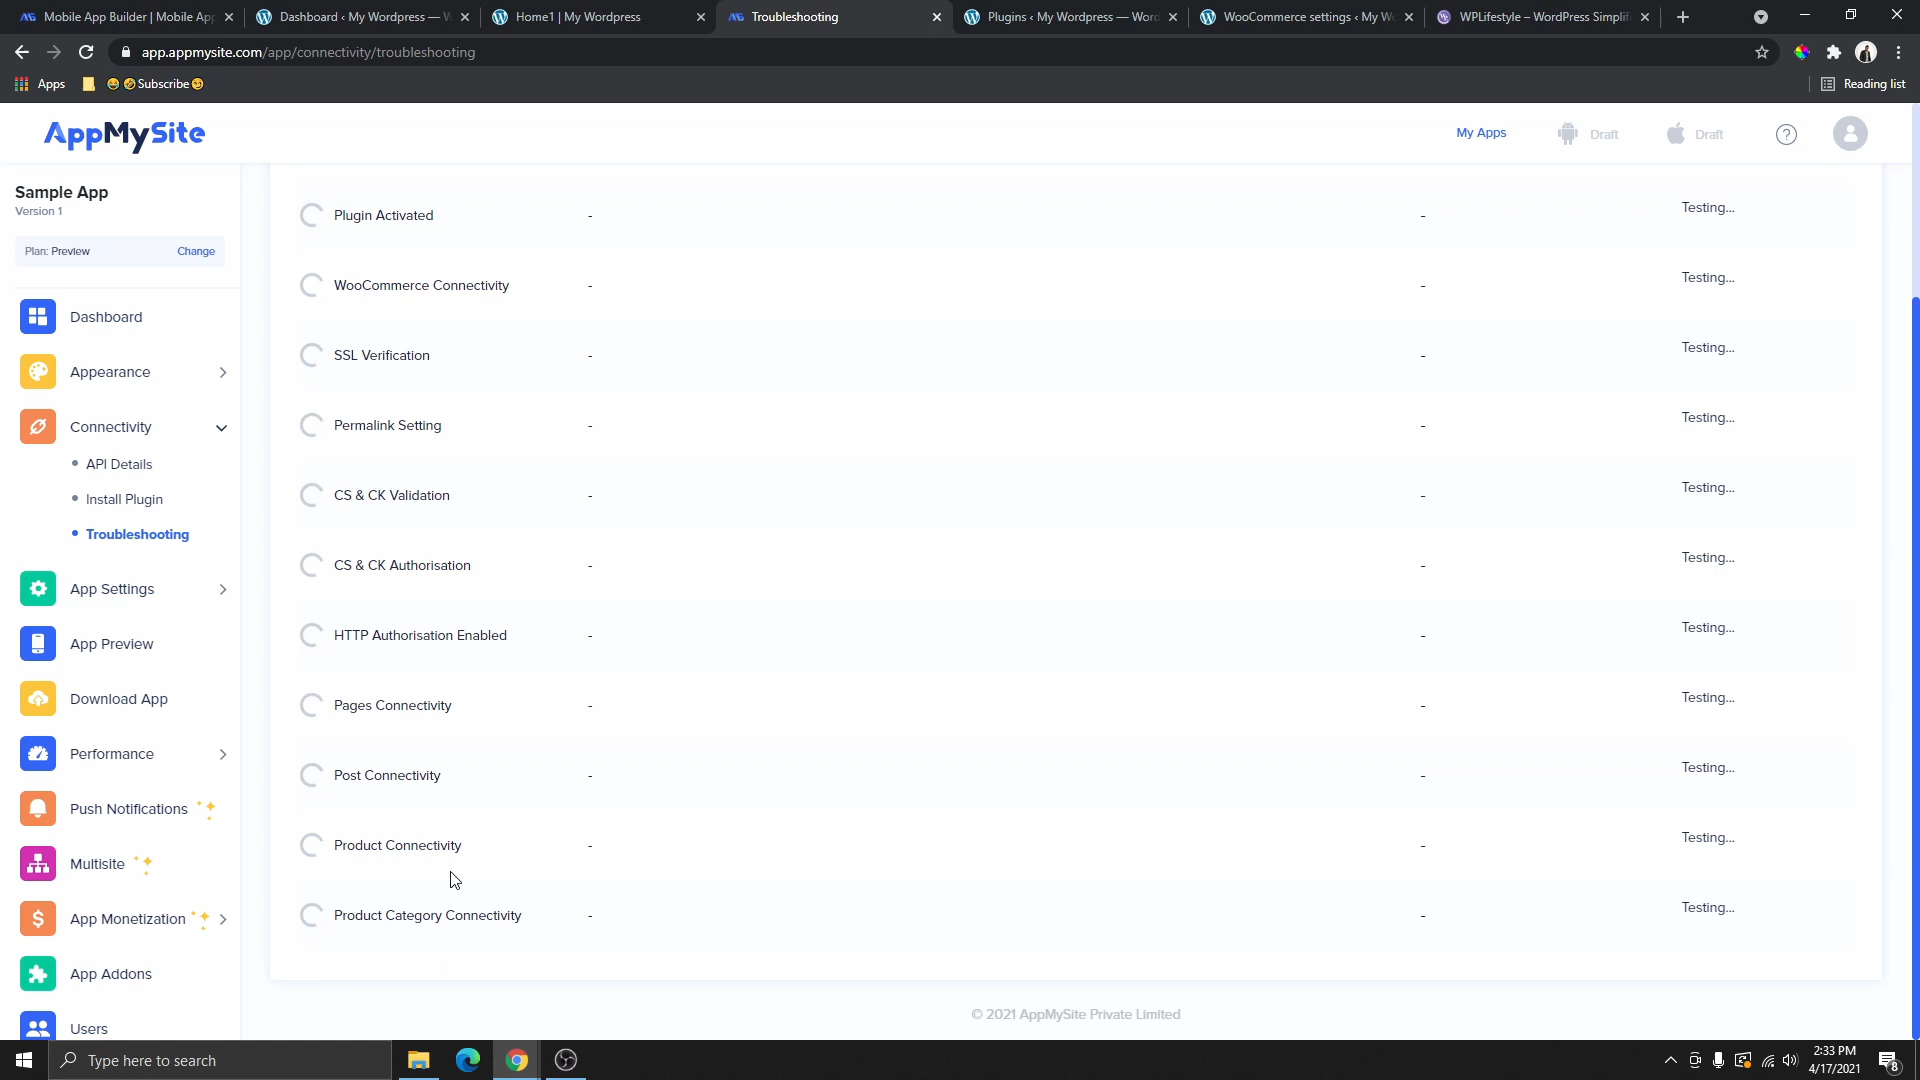 Mobile App Builder | Mobile Ap
Dashboard ‹ My Wordpress — W
Home1 | My Wordpress
Troubleshooting
Plugins ‹ My Wordpress — Word
WooCommerce settings ‹ My Wo
WPLifestyle – WordPress Simplifi
app.appmysite.com/app/connectivity/troubleshooting
Apps
Subscribe
Reading list
AppMySite
My Apps
Draft
Draft
?
Sample App
Version 1
Plan: Preview
Change
Dashboard
Appearance
Connectivity
API Details
Install Plugin
Troubleshooting
App Settings
App Preview
Download App
Performance
Push Notifications
Multisite
App Monetization
App Addons
Users
Plugin Activated - - Testing...
WooCommerce Connectivity - - Testing...
SSL Verification - - Testing...
Permalink Setting - - Testing...
CS & CK Validation - - Testing...
CS & CK Authorisation - - Testing...
HTTP Authorisation Enabled - - Testing...
Pages Connectivity - - Testing...
Post Connectivity - - Testing...
Product Connectivity - - Testing...
Product Category Connectivity - - Testing...
© 2021 AppMySite Private Limited
Type here to search
2:33 PM
4/17/2021
8